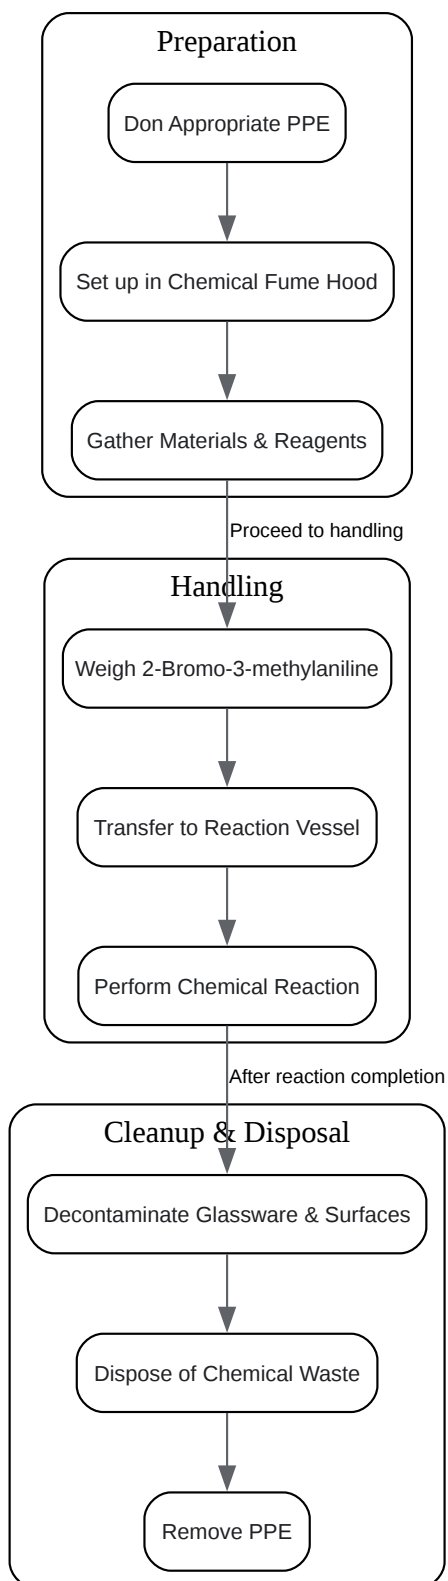 Preparation
Don Appropriate PPE
Set up in Chemical Fume Hood
Gather Materials & Reagents
Proceed to handling
Handling
Weigh 2-Bromo-3-methylaniline
Transfer to Reaction Vessel
Perform Chemical Reaction
After reaction completion
Cleanup & Disposal
Decontaminate Glassware & Surfaces
Dispose of Chemical Waste
Remove PPE